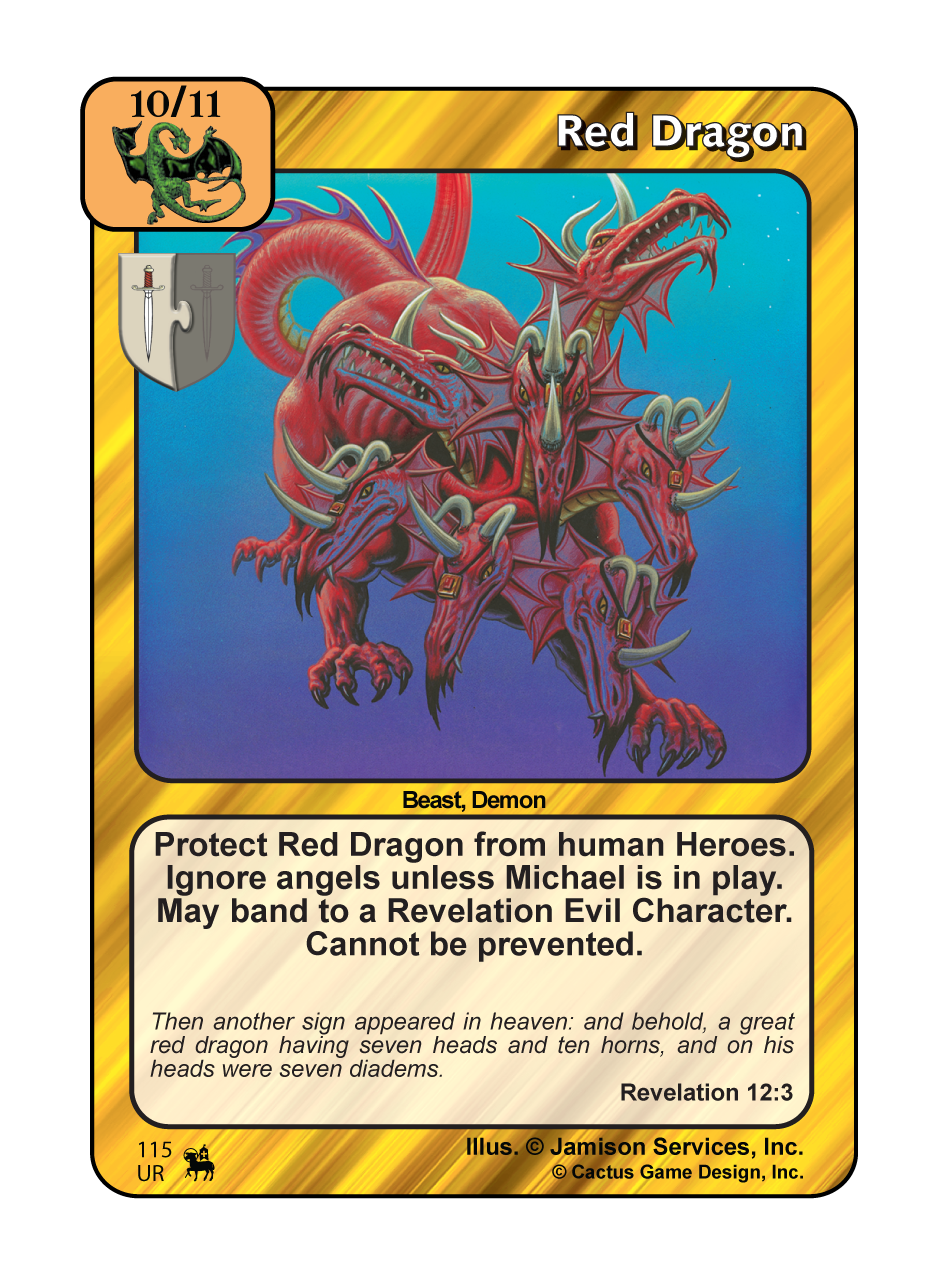 10/11
Red Dragon
Beast, Demon
Protect Red Dragon from human Heroes.
Ignore angels unless Michael is in play.
May band to a Revelation Evil Character.
Cannot be prevented.
Then another sign appeared in heaven: and behold, a great
red dragon having seven heads and ten horns, and on his
heads were seven diadems.
Revelation 12:3
115
UR
Illus. © Jamison Services, Inc.
© Cactus Game Design, Inc.